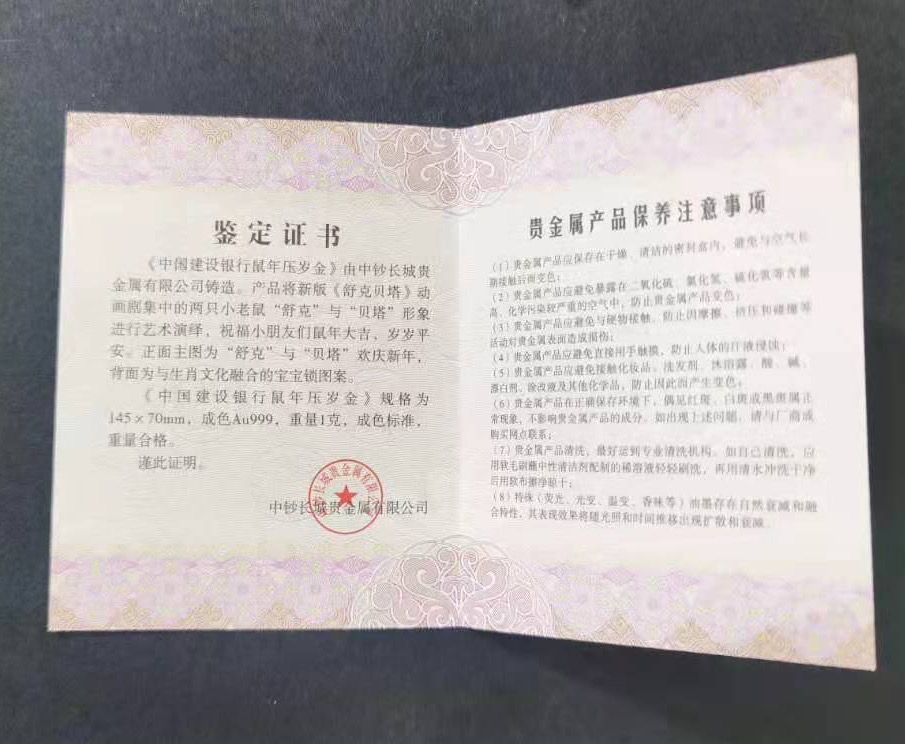 鉴定证书
《中国建设银行鼠年压岁金》由中钞长城贵
金属有限公司铸造。产品将新版《舒克贝塔》动
画剧集中的两只小老鼠“舒克”与“贝塔”形象
进行艺术演绎，祝福小朋友们鼠年大吉、岁岁平
安。正面主图为“舒克”与“贝塔”欢庆新年，
背面为与生肖文化融合的宝宝锁图案。
《中国建设银行鼠年压岁金》规格为
145×70mm，成色Au999，重量1克，成色标准，
重量合格。
谨此证明。
中钞长城贵金属有限公司
中钞长城贵金属有限公司
贵金属产品保养注意事项
（1）贵金属产品应保存在干燥、清洁的密封盒内，避免与空气长
期接触后而变色；
（2）贵金属产品应避免暴露在二氧化硫、氯化氢、硫化氢等含量
高、化学污染较严重的空气中，防止贵金属产品变色；
（3）贵金属产品应避免与硬物接触、防止因摩擦、挤压和碰撞等
活动对贵金属表面造成损伤；
（4）贵金属产品应避免直接用手触摸，防止人体的汗液侵蚀；
（5）贵金属产品应避免接触化妆品、洗发剂、沐浴露、酸、碱、
漂白剂、涂改液及其他化学品，防止因此而产生变色；
（6）贵金属产品在正确保存环境下，偶见红斑、白斑或黑斑属正
常现象，不影响贵金属产品的成分。如出现上述问题，请与厂商或
购买网点联系；
（7）贵金属产品清洗，最好运到专业清洗机构。如自己清洗，应
用软毛刷蘸中性清洁剂配制的稀溶液轻轻刷洗，再用清水冲洗干净
后用软布擦净晾干；
（8）特殊（荧光、光变、温变、香味等）油墨存在自然衰减和融
合特性，其表现效果将随光照和时间推移出现扩散和衰减。